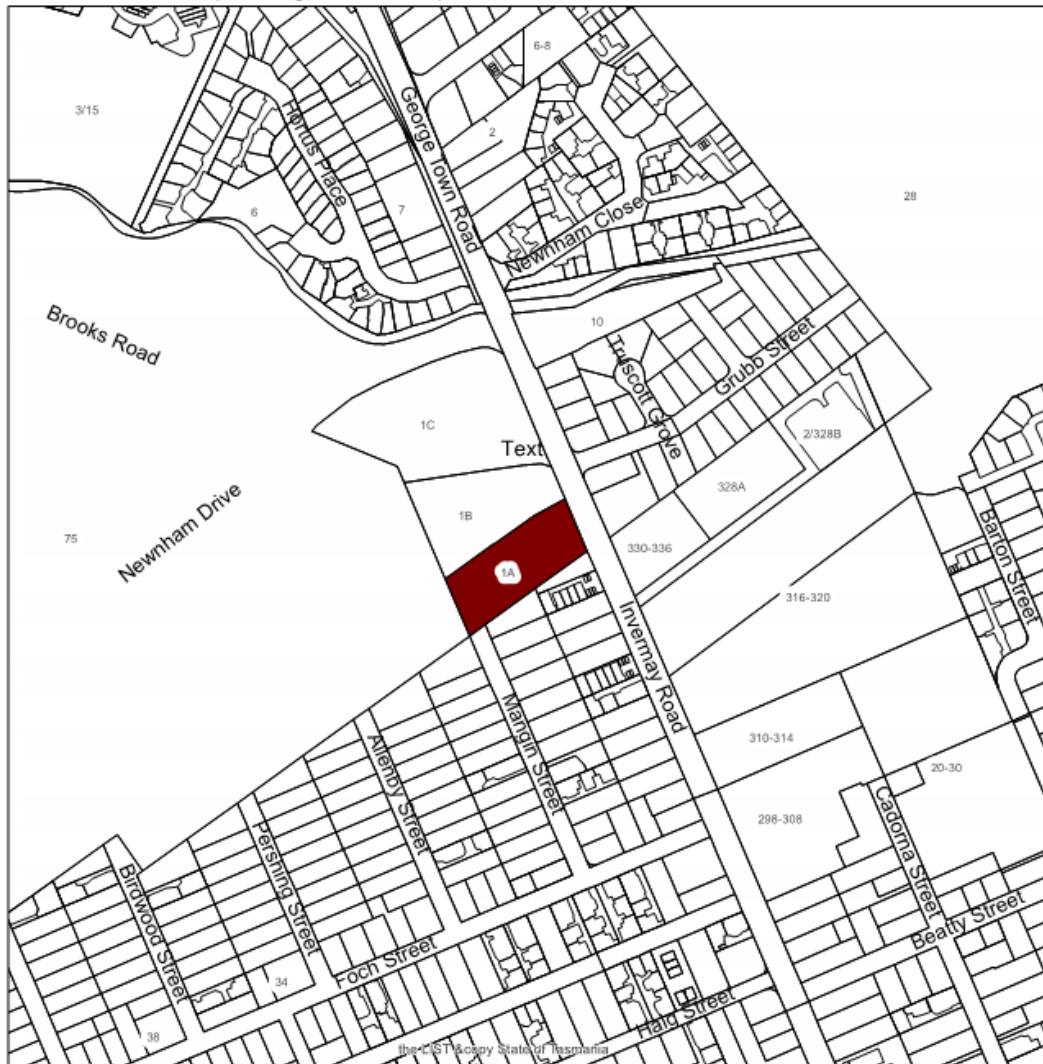 6-8
3/15
George Town Road
Hortus Place
2
28
6
7
Newnham Close
10
Brooks Road
Truscott Grove
Grubb Street
1C
2/328B
Text
328A
1B
Newnham Drive
75
330-336
Barton Street
1A
316-320
Invermay Road
Mangin Street
310-314
Allenby Street
20-30
298-308
Cadorna Street
Pershing Street
Birdwood Street
Beatty Street
Foch Street
34
Haig Street
38
the LIST &copy State of Tasmania